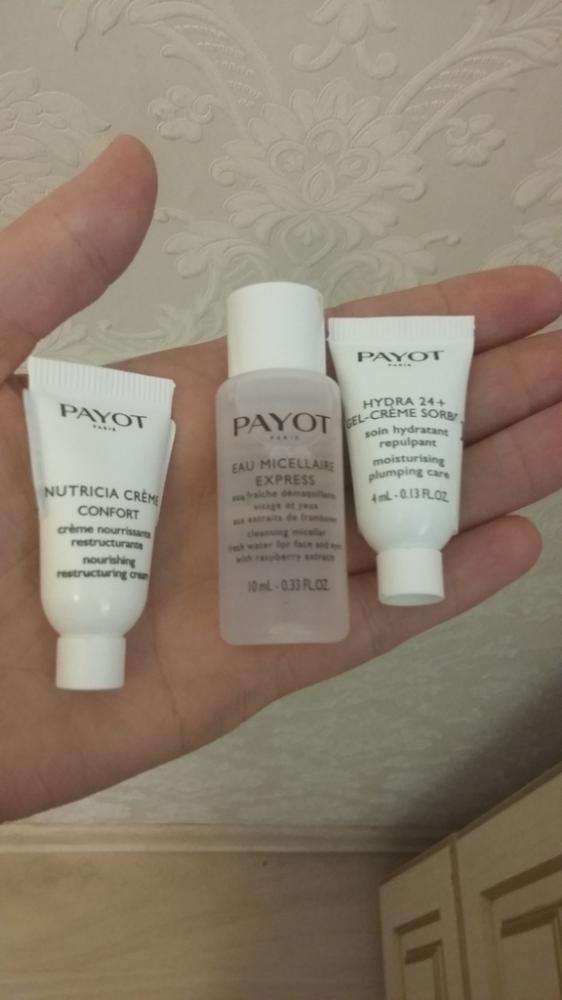 PAYOT
PARIS
NUTRICIA CRÈME
CONFORT
crème nourrissante
restructurante
nourishing
restructuring cream
PAYOT
PARIS
EAU MICELLAIRE
EXPRESS
eau fraîche démaquillante
visage et yeux
aux extraits de framboise
cleansing micellar
fresh water for face and eyes
with raspberry extracts
10 mL - 0.33 FL.OZ.
PAYOT
PARIS
HYDRA 24+
GEL-CRÈME SORBET
soin hydratant
repulpant
moisturising
plumping care
4 mL - 0.13 FL.OZ.